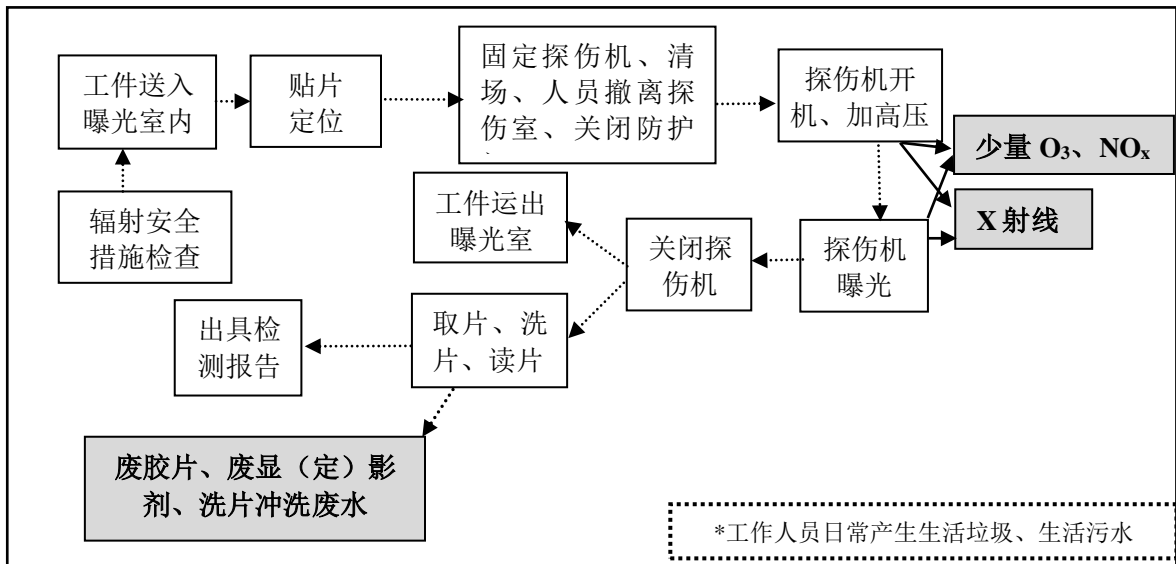 工件送入
曝光室内
贴片
定位
固定探伤机、清
场、人员撤离探
伤室、关闭防护
探伤机开
机、加高压
少量 O₃、NOₓ
X 射线
辐射安全
措施检查
工件运出
曝光室
关闭探
伤机
探伤机
曝光
出具检
测报告
取片、洗
片、读片
废胶片、废显（定）影
剂、洗片冲洗废水
*工作人员日常产生生活垃圾、生活污水